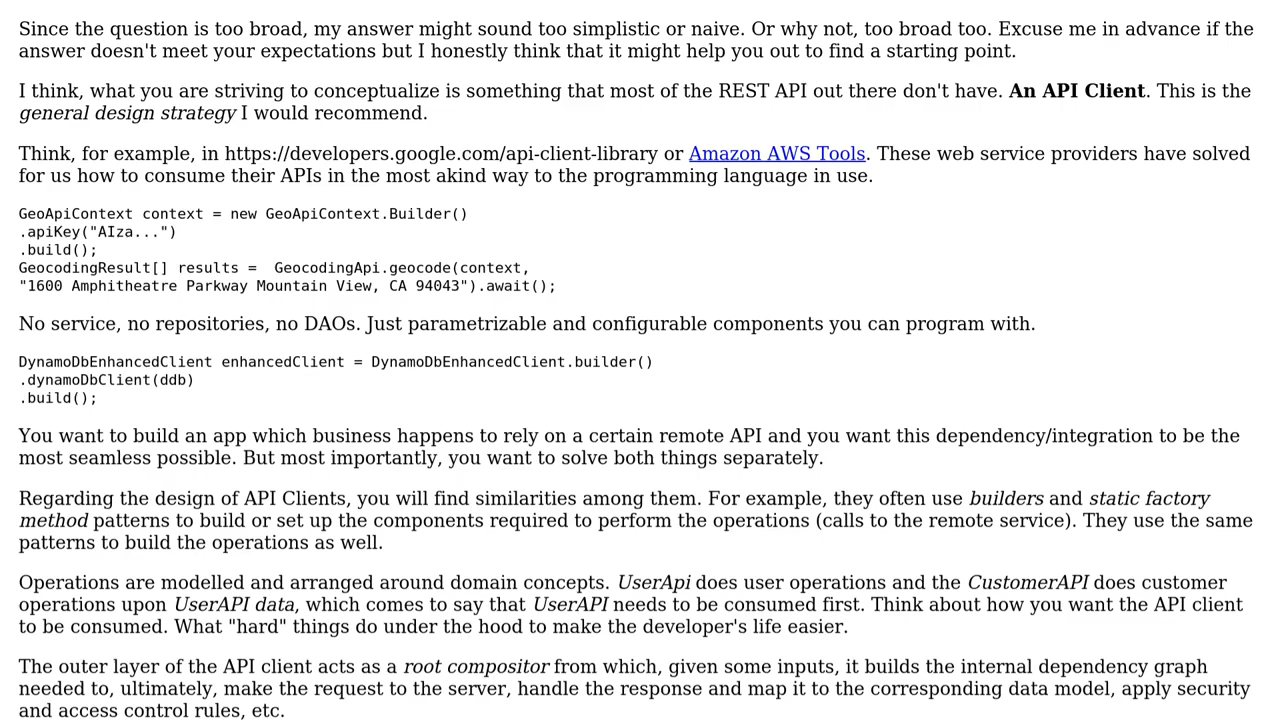 Since the question is too broad, my answer might sound too simplistic or naive. Or why not, too broad too. Excuse me in advance if the
answer doesn't meet your expectations but I honestly think that it might help you out to find a starting point.
I think, what you are striving to conceptualize is something that most of the REST API out there don't have. An API Client. This is the
general design strategy I would recommend.
Think, for example, in https://developers.google.com/api-client-library or Amazon AWS Tools. These web service providers have solved
for us how to consume their APIs in the most akind way to the programming language in use.
GeoApiContext context = new GeoApiContext.Builder()
.apiKey("AIza...")
.build();
GeocodingResult[] results =  GeocodingApi.geocode(context,
"1600 Amphitheatre Parkway Mountain View, CA 94043").await();
No service, no repositories, no DAOs. Just parametrizable and configurable components you can program with.
DynamoDbEnhancedClient enhancedClient = DynamoDbEnhancedClient.builder()
.dynamoDbClient(ddb)
.build();
You want to build an app which business happens to rely on a certain remote API and you want this dependency/integration to be the
most seamless possible. But most importantly, you want to solve both things separately.
Regarding the design of API Clients, you will find similarities among them. For example, they often use builders and static factory
method patterns to build or set up the components required to perform the operations (calls to the remote service). They use the same
patterns to build the operations as well.
Operations are modelled and arranged around domain concepts. UserApi does user operations and the CustomerAPI does customer
operations upon UserAPI data, which comes to say that UserAPI needs to be consumed first. Think about how you want the API client
to be consumed. What "hard" things do under the hood to make the developer's life easier.
The outer layer of the API client acts as a root compositor from which, given some inputs, it builds the internal dependency graph
needed to, ultimately, make the request to the server, handle the response and map it to the corresponding data model, apply security
and access control rules, etc.